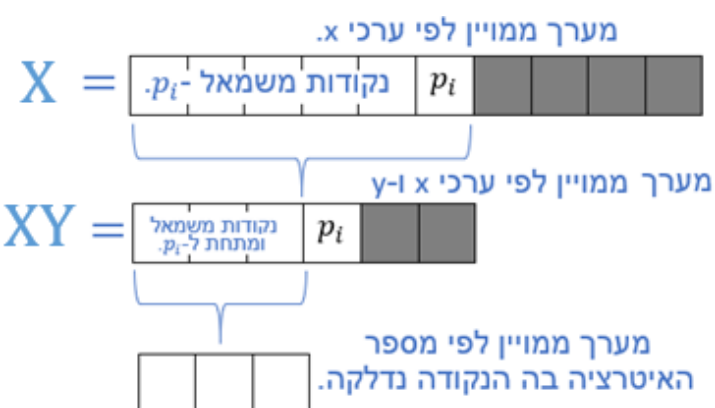 מערך ממויין לפי ערכי x.
X = נקודות משמאל ל-pᵢ. pᵢ
מערך ממויין לפי ערכי x ו-y
XY = נקודות משמאל
ומתחת ל-pᵢ. pᵢ
מערך ממויין לפי מספר
האיטרציה בה הנקודה נדלקה.